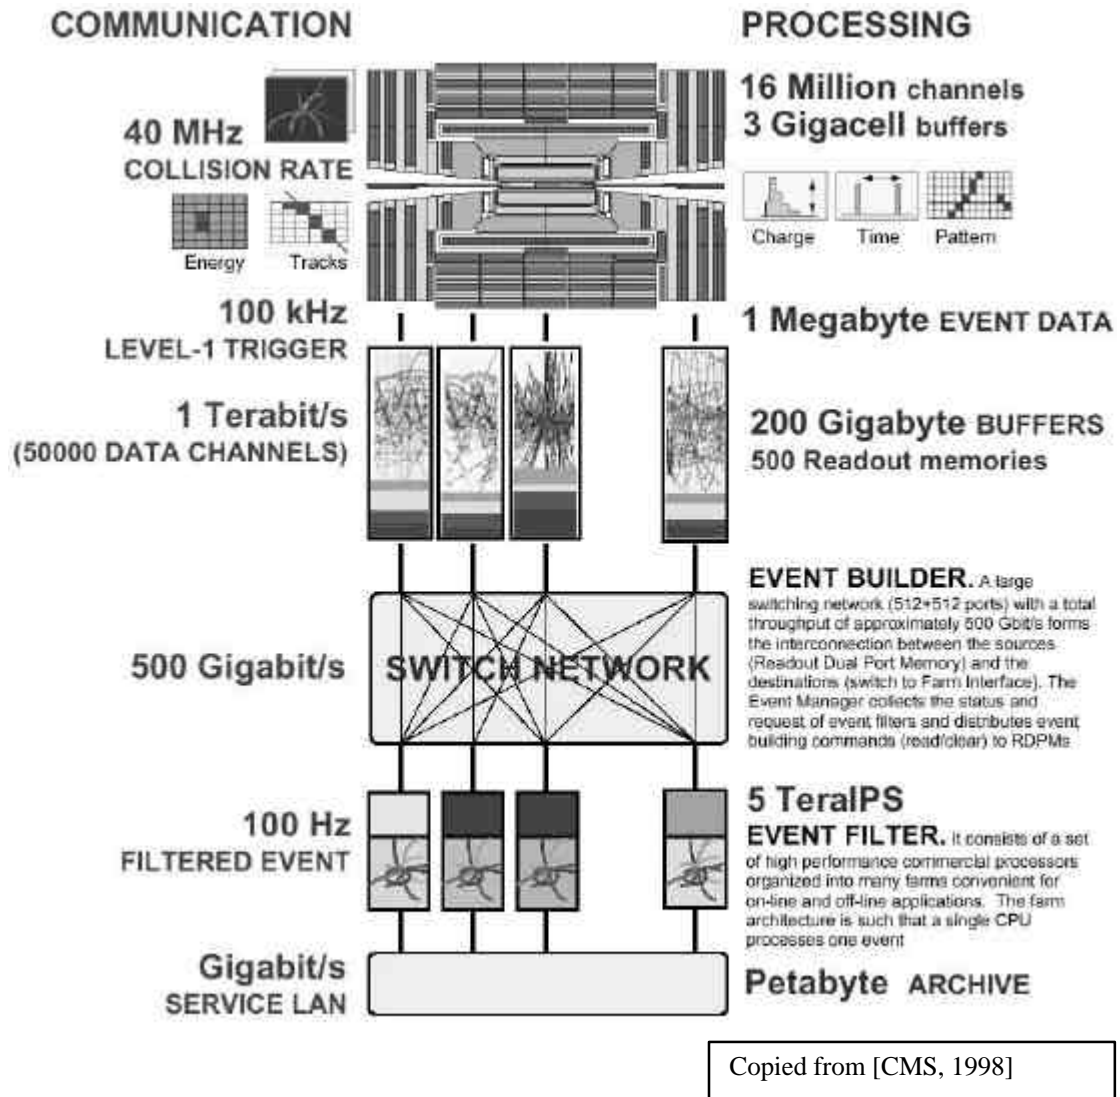 COMMUNICATION
PROCESSING
40 MHz
COLLISION RATE
Energy
Tracks
16 Million channels
3 Gigacell buffers
Charge
Time
Pattern
100 kHz
LEVEL-1 TRIGGER
1 Megabyte EVENT DATA
1 Terabit/s
(50000 DATA CHANNELS)
200 Gigabyte BUFFERS
500 Readout memories
500 Gigabit/s
SWITCH NETWORK
EVENT BUILDER. A large
switching network (512+512 ports) with a total
throughput of approximately 500 Gbit/s forms
the interconnection between the sources
(Readout Dual Port Memory) and the
destinations (switch to Farm Interface). The
Event Manager collects the status and
request of event filters and distributes event
building commands (read/clear) to RDPMs
100 Hz
FILTERED EVENT
5 TeraIPS
EVENT FILTER. It consists of a set
of high performance commercial processors
organized into many farms convenient for
on-line and off-line applications. The farm
architecture is such that a single CPU
processes one event
Gigabit/s
SERVICE LAN
Petabyte ARCHIVE
Copied from [CMS, 1998]